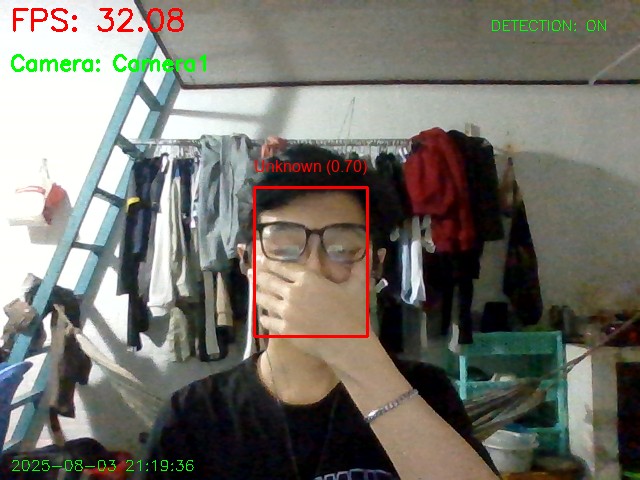 FPS: 32.08
DETECTION: ON
Camera: Camera1
Unknown (0.70)
2025-08-03 21:19:36